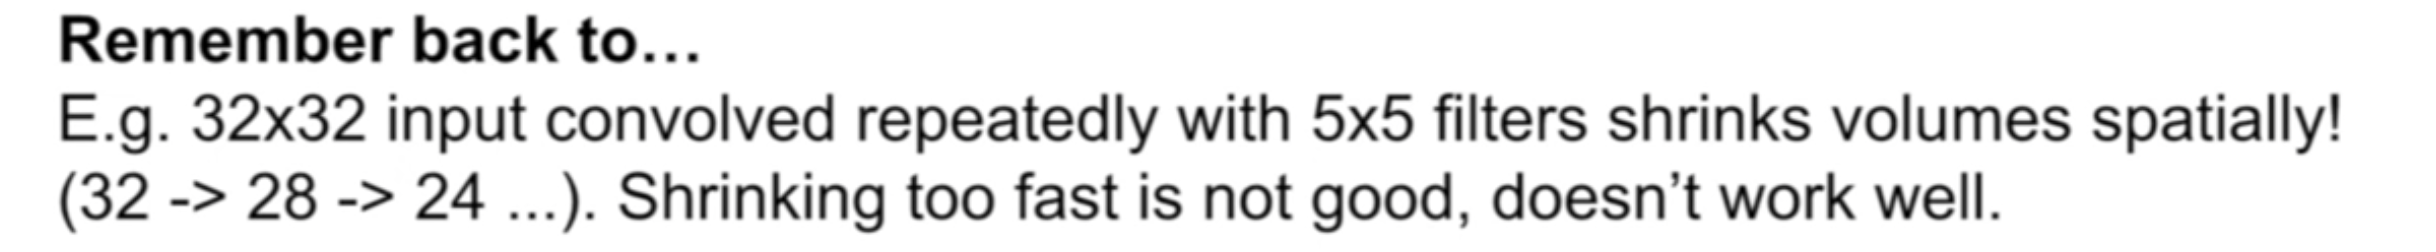 Remember back to…
E.g. 32x32 input convolved repeatedly with 5x5 filters shrinks volumes spatially!
(32 -> 28 -> 24 ...). Shrinking too fast is not good, doesn’t work well.